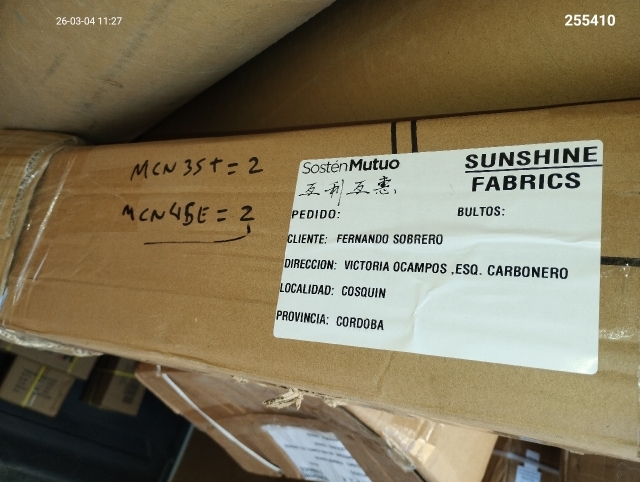 26-03-04 11:27
255410
MCN35T=2
MCN45E=2
SosténMutuo
互利互惠
SUNSHINE
FABRICS
PEDIDO:
BULTOS:
CLIENTE: FERNANDO SOBRERO
DIRECCION: VICTORIA OCAMPOS ,ESQ. CARBONERO
LOCALIDAD: COSQUIN
PROVINCIA: CORDOBA